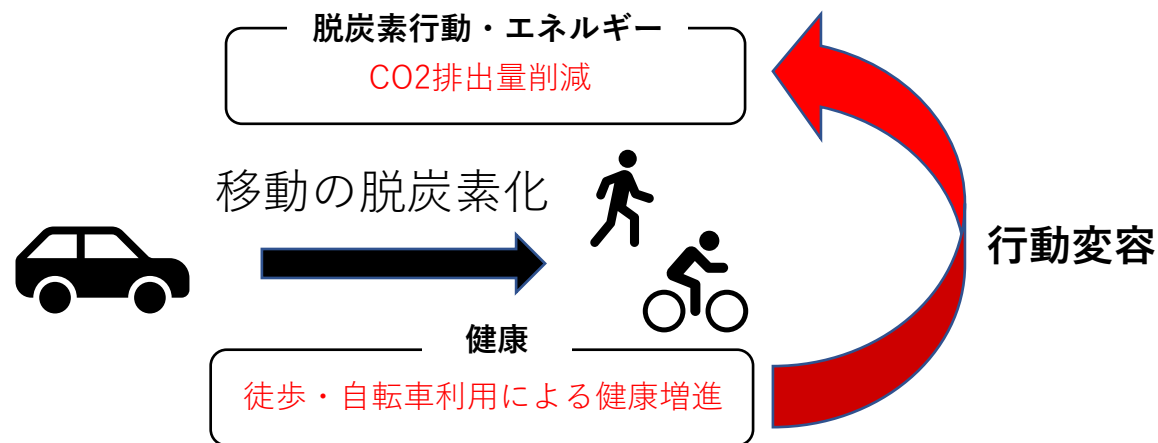 脱炭素行動・エネルギー
CO2排出量削減
移動の脱炭素化
行動変容
健康
徒歩・自転車利用による健康増進